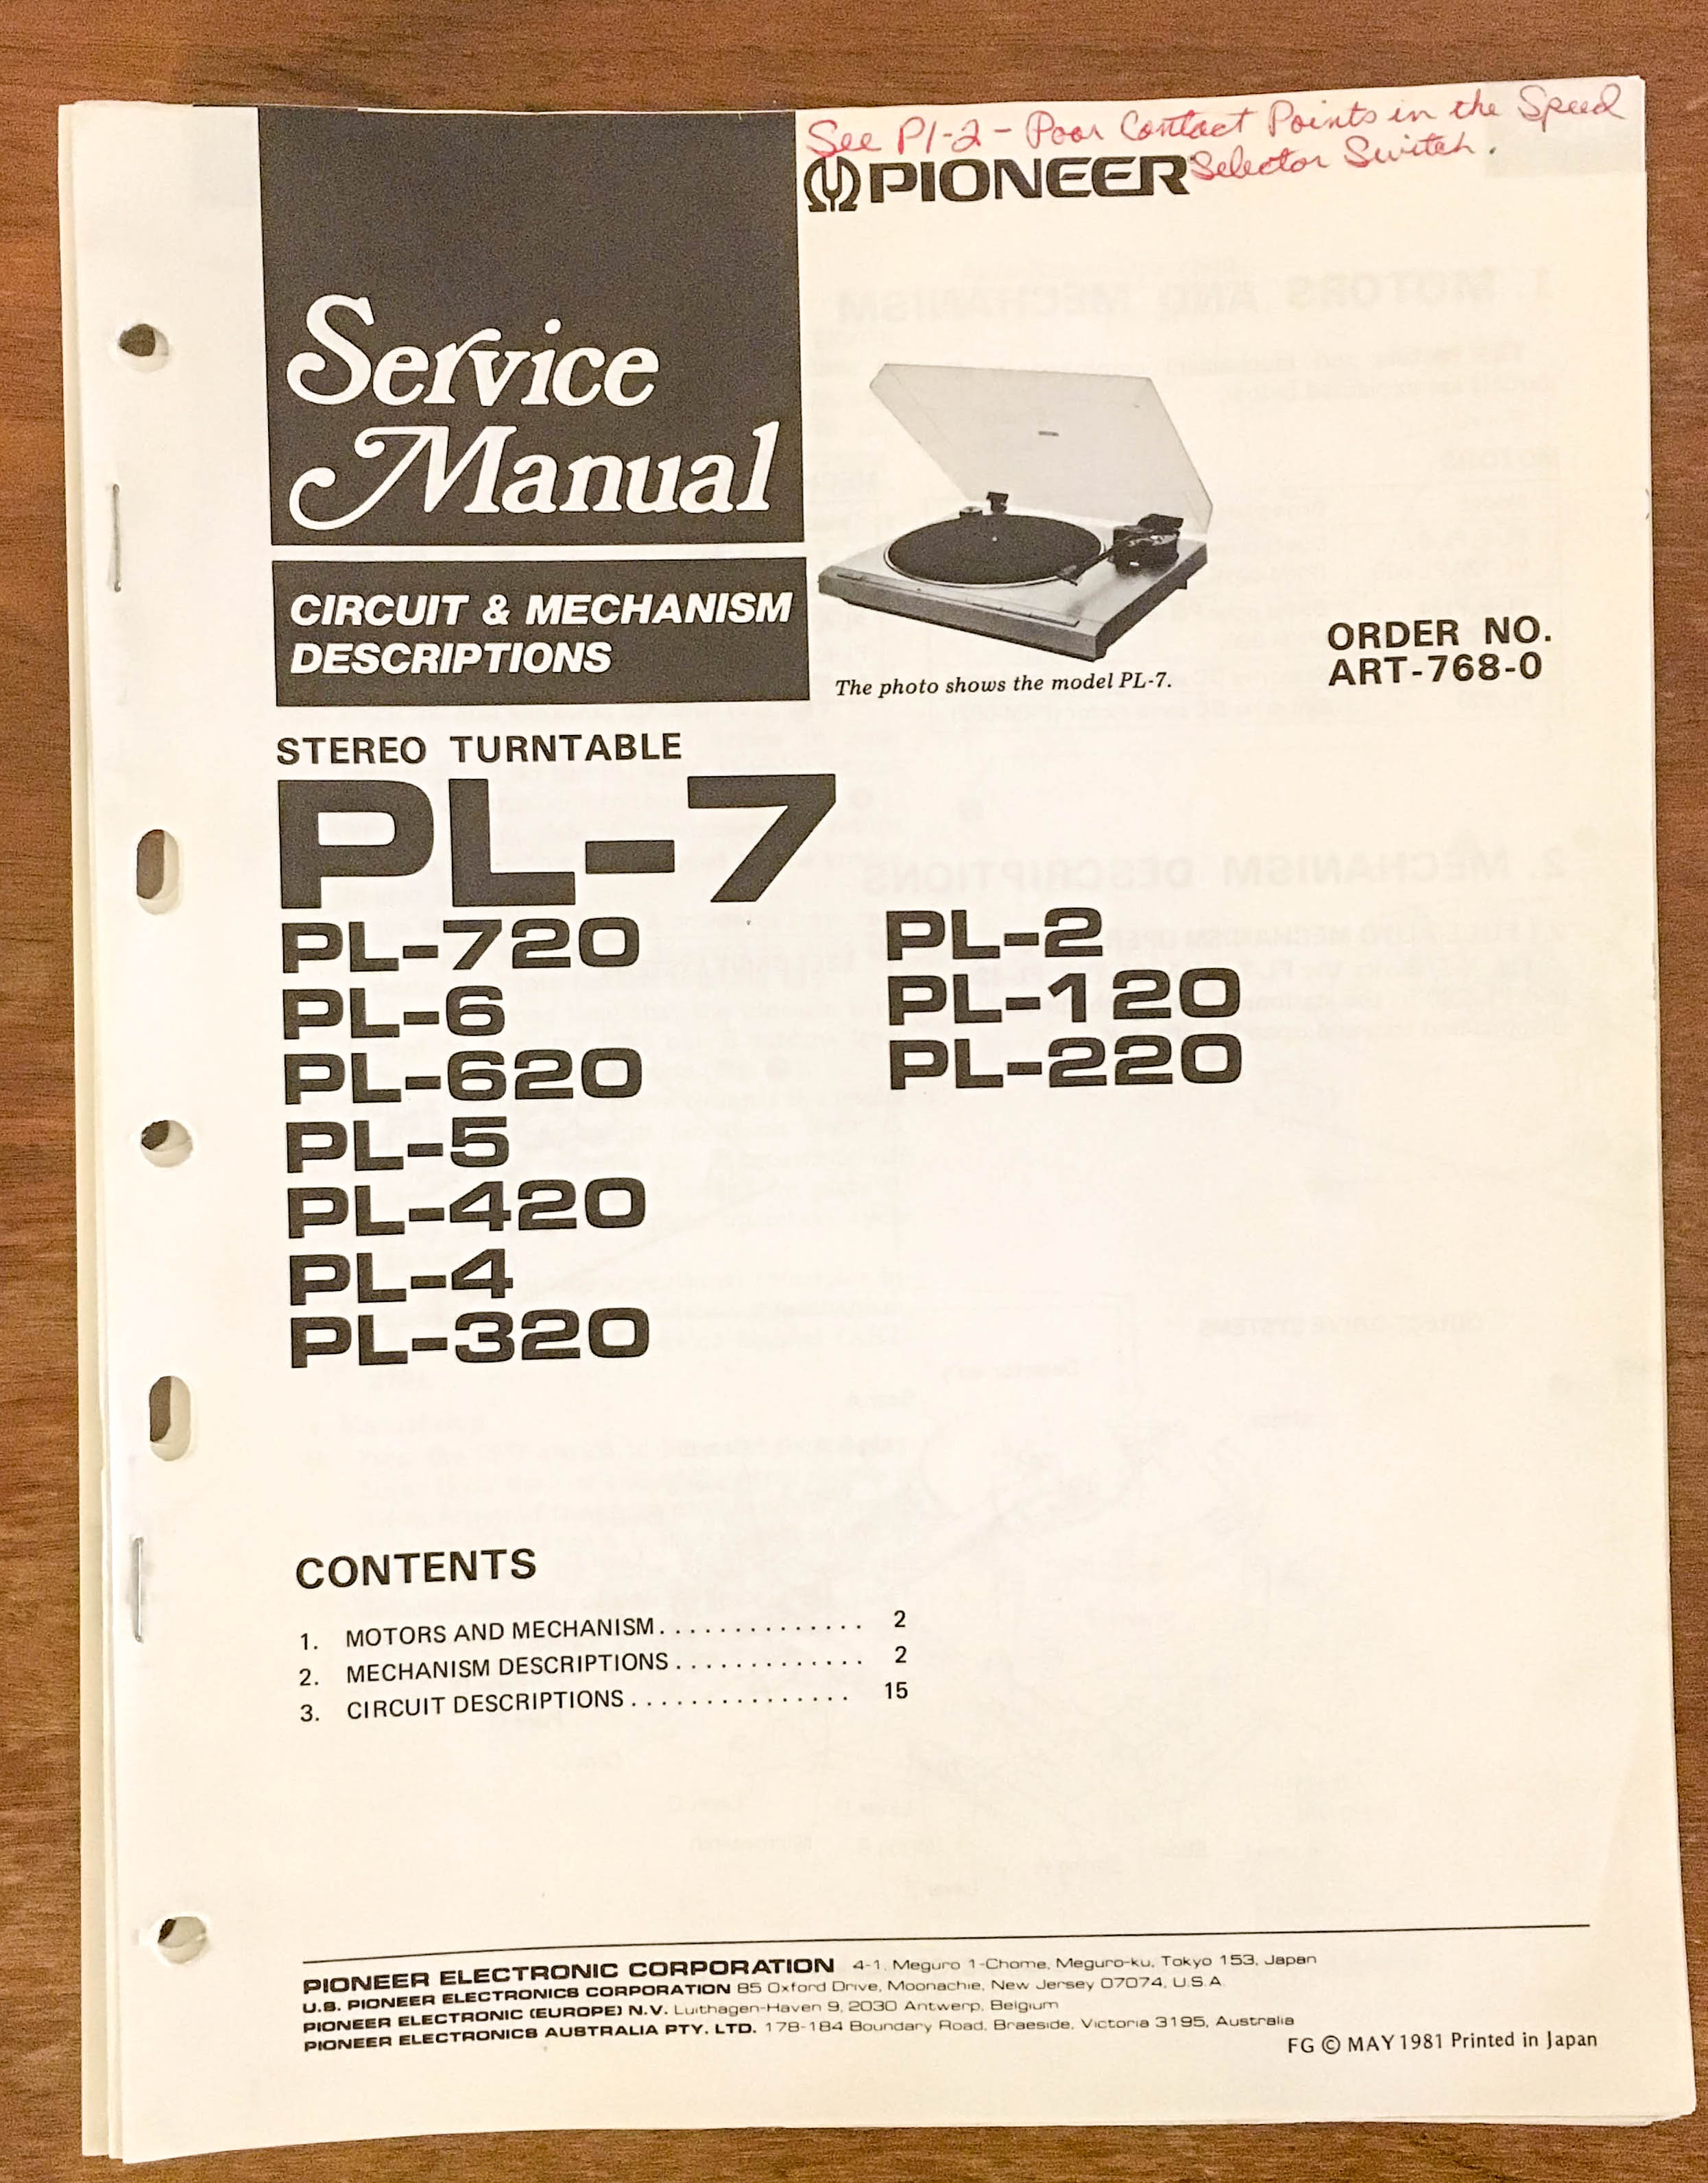 See P1-2 - Poor Contact Points in the Speed
Selector Switch.
PIONEER
Service
Manual
CIRCUIT & MECHANISM
DESCRIPTIONS
The photo shows the model PL-7.
ORDER NO.
ART-768-0
STEREO TURNTABLE
PL-7
PL-720
PL-6
PL-620
PL-5
PL-420
PL-4
PL-320
PL-2
PL-120
PL-220
CONTENTS
1. MOTORS AND MECHANISM. . . . . . . . . . . . . . 2
2. MECHANISM DESCRIPTIONS . . . . . . . . . . . . . 2
3. CIRCUIT DESCRIPTIONS . . . . . . . . . . . . . . . 15
PIONEER ELECTRONIC CORPORATION 4-1, Meguro 1-Chome, Meguro-ku, Tokyo 153, Japan
U.S. PIONEER ELECTRONICS CORPORATION 85 Oxford Drive, Moonachie, New Jersey 07074, U.S.A.
PIONEER ELECTRONIC (EUROPE) N.V. Luithagen-Haven 9, 2030 Antwerp, Belgium
PIONEER ELECTRONICS AUSTRALIA PTY. LTD. 178-184 Boundary Road, Braeside, Victoria 3195, Australia
FG © MAY 1981 Printed in Japan